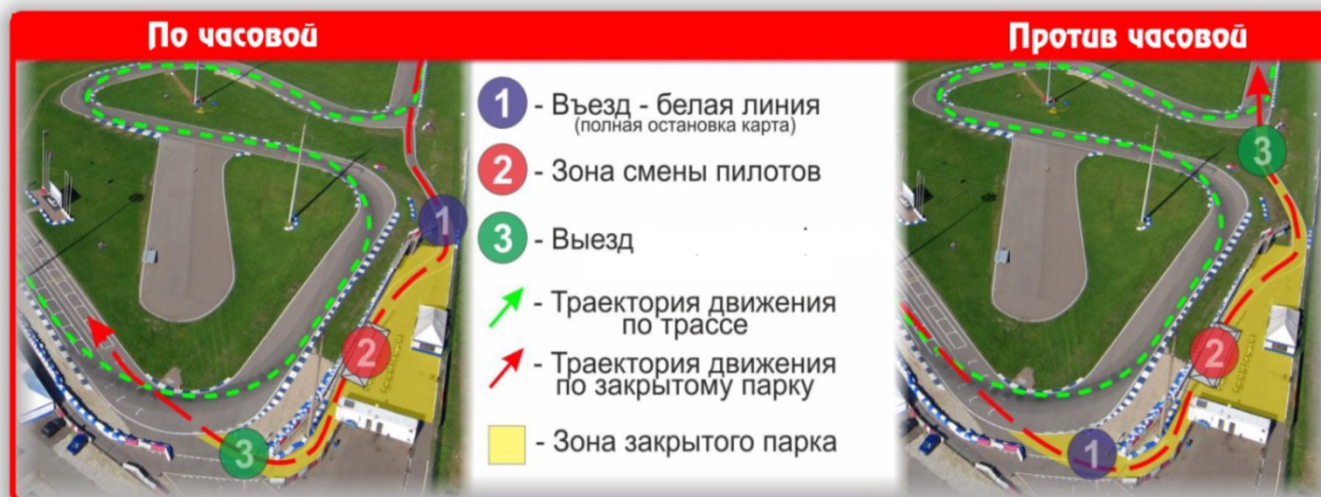 По часовой
Против часовой
1 - Въезд - белая линия
(полная остановка карта)
2 - Зона смены пилотов
3 - Выезд
- Траектория движения
по трассе
- Траектория движения
по закрытому парку
- Зона закрытого парка
1
2
3
3
2
1